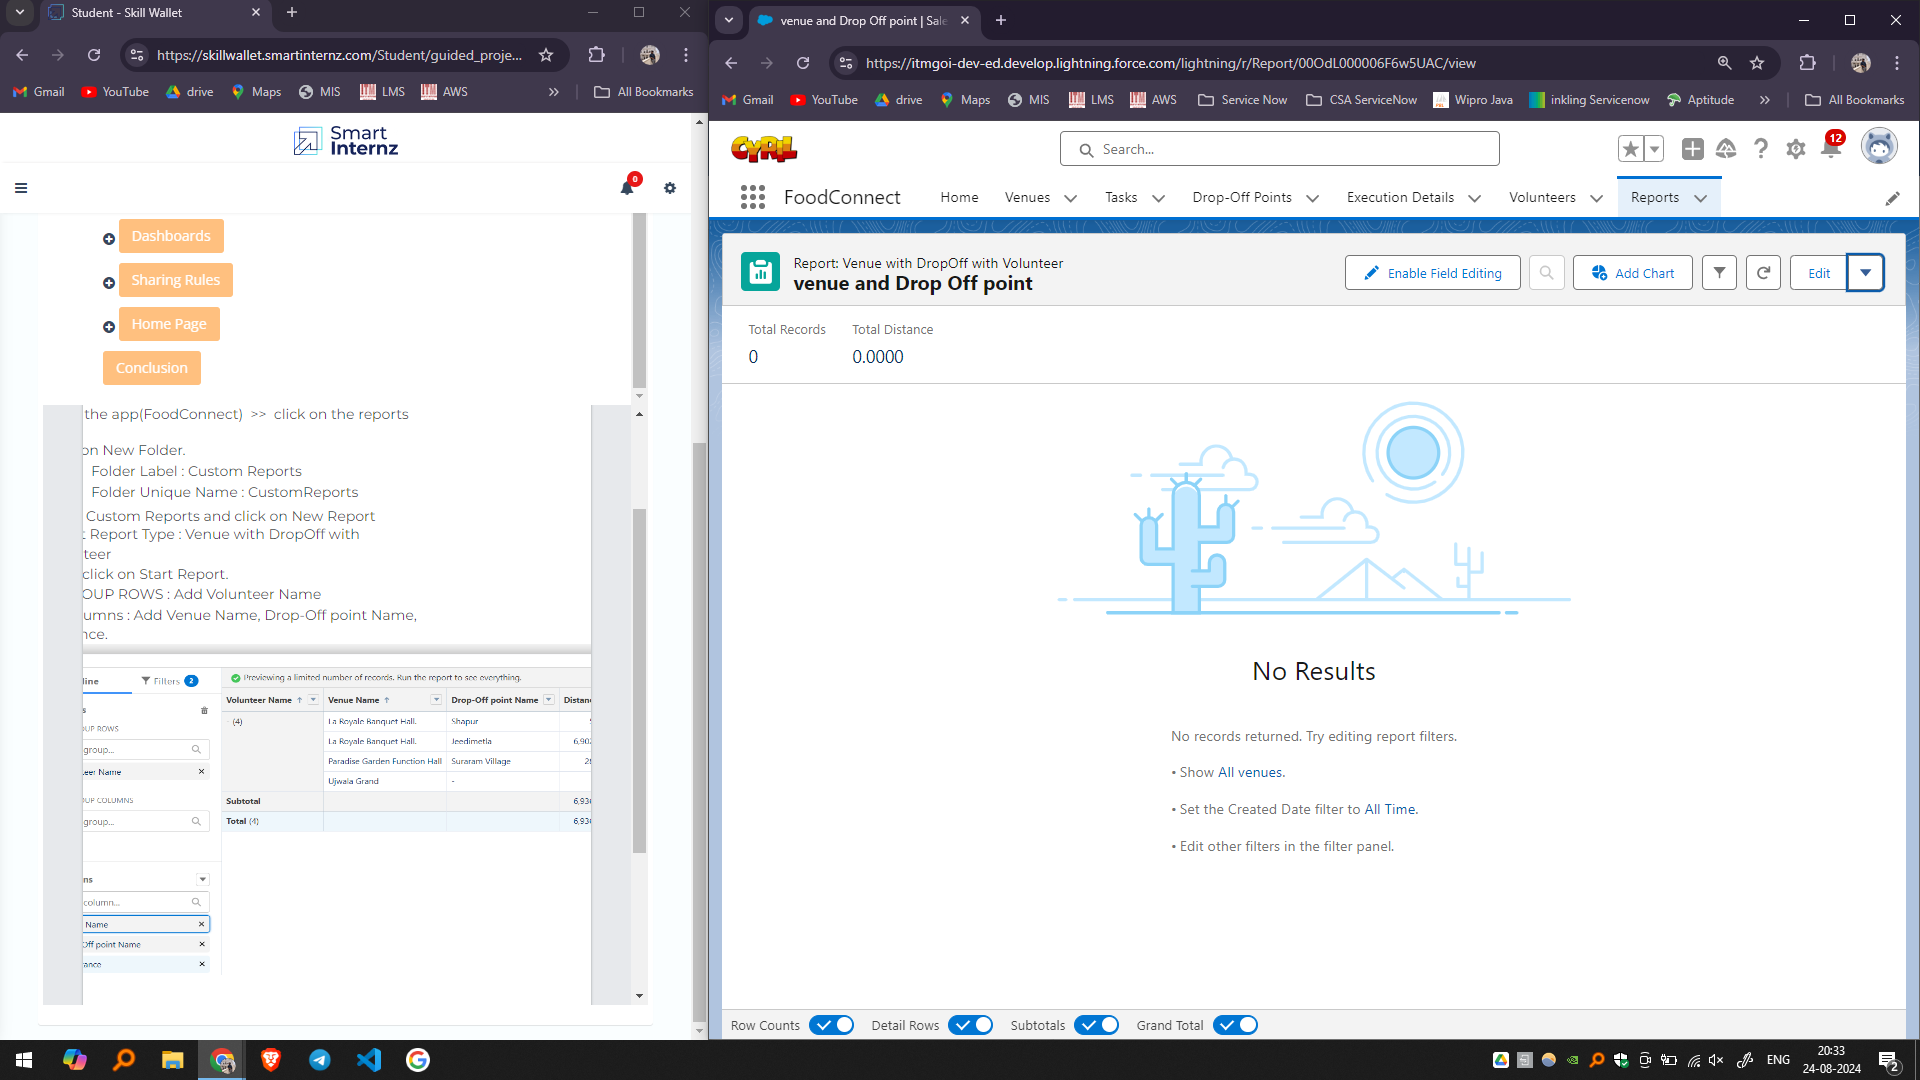 Student - Skill Wallet
https://skillwallet.smartinternz.com/Student/guided_proje...
Gmail YouTube drive Maps MIS LMS AWS » All Bookmarks
Smart
Internz
0
Dashboards
Sharing Rules
Home Page
Conclusion
the app(FoodConnect) >> click on the reports
on New Folder.
Folder Label : Custom Reports
Folder Unique Name : CustomReports
Custom Reports and click on New Report
t Report Type : Venue with DropOff with
teer
click on Start Report.
OUP ROWS : Add Volunteer Name
umns : Add Venue Name, Drop-Off point Name,
nce.
line Filters 2
Previewing a limited number of records. Run the report to see everything.
Volunteer Name Venue Name Drop-Off point Name Distan
(4) La Royale Banquet Hall. Shapur
La Royale Banquet Hall. Jeedimetla 6,90
Paradise Garden Function Hall Suraram Village
Ujwala Grand -
Subtotal 6,93
Total (4) 6,93
s
OUP ROWS
group...
eer Name
OUP COLUMNS
group...
ns
column...
Name
Off point Name
ance
venue and Drop Off point | Sale
https://itmgoi-dev-ed.develop.lightning.force.com/lightning/r/Report/00OdL000006F6w5UAC/view
Gmail YouTube drive Maps MIS LMS AWS Service Now CSA ServiceNow Wipro Java inkling Servicenow Aptitude » All Bookmarks
CYRIL
Search...
12
FoodConnect Home Venues Tasks Drop-Off Points Execution Details Volunteers Reports
Report: Venue with DropOff with Volunteer
venue and Drop Off point
Enable Field Editing Add Chart Edit
Total Records Total Distance
0 0.0000
No Results
No records returned. Try editing report filters.
• Show All venues.
• Set the Created Date filter to All Time.
• Edit other filters in the filter panel.
Row Counts Detail Rows Subtotals Grand Total
ENG
20:33
24-08-2024
2